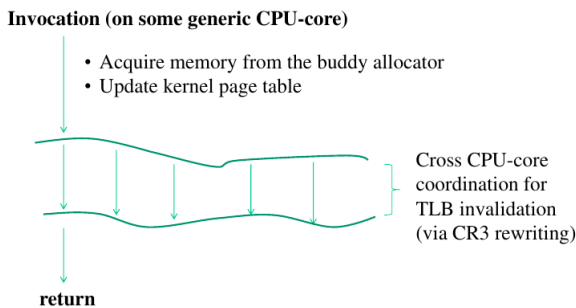 Invocation (on some generic CPU-core)
• Acquire memory from the buddy allocator
• Update kernel page table
Cross CPU-core
coordination for
TLB invalidation
(via CR3 rewriting)
return